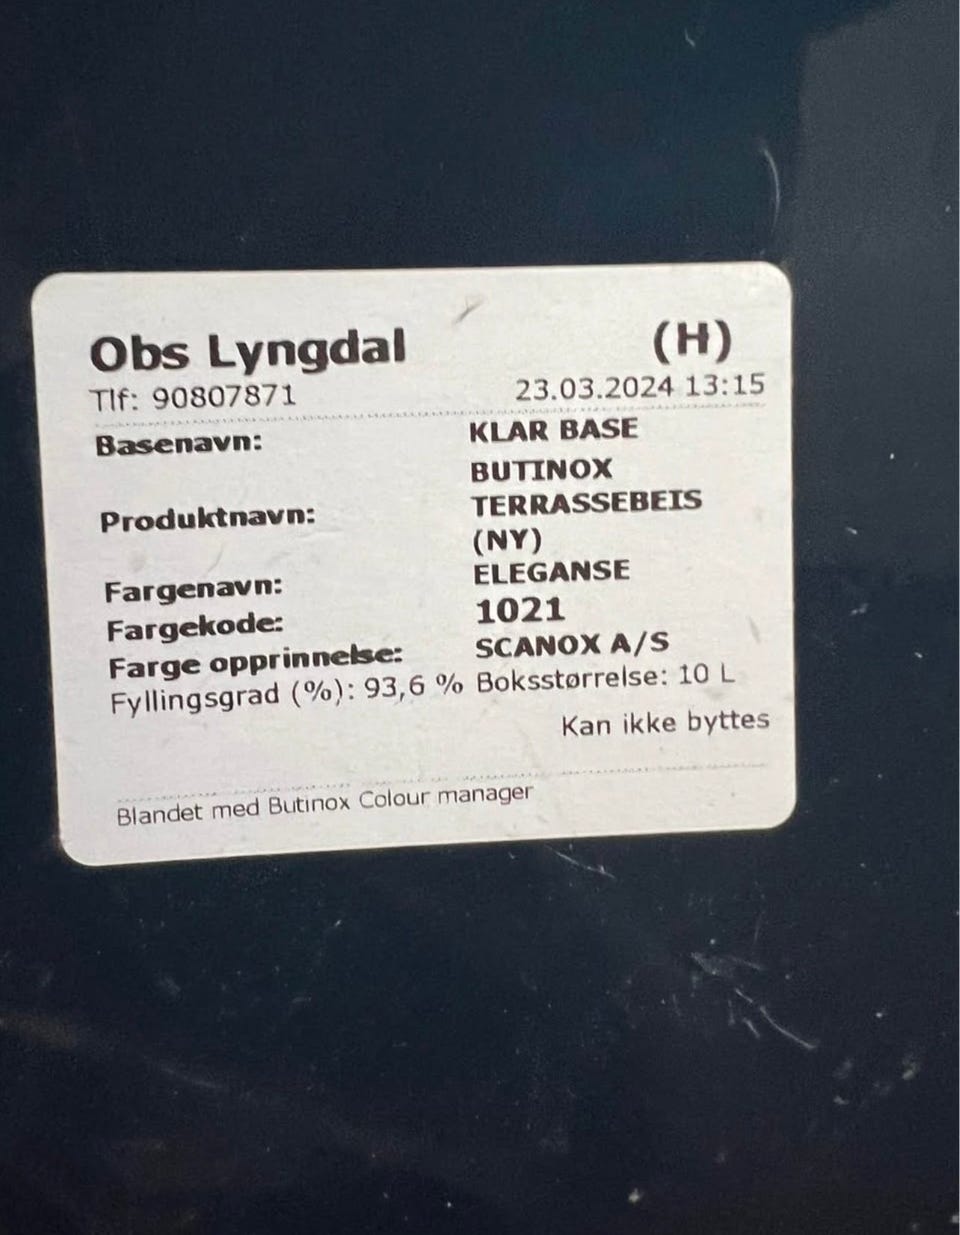 Obs Lyngdal (H)
Tlf: 90807871 23.03.2024 13:15
Basenavn: KLAR BASE
BUTINOX
Produktnavn: TERRASSEBEIS
(NY)
Fargenavn: ELEGANSE
Fargekode: 1021
Farge opprinnelse: SCANOX A/S
Fyllingsgrad (%): 93,6 % Boksstørrelse: 10 L
Kan ikke byttes
Blandet med Butinox Colour manager